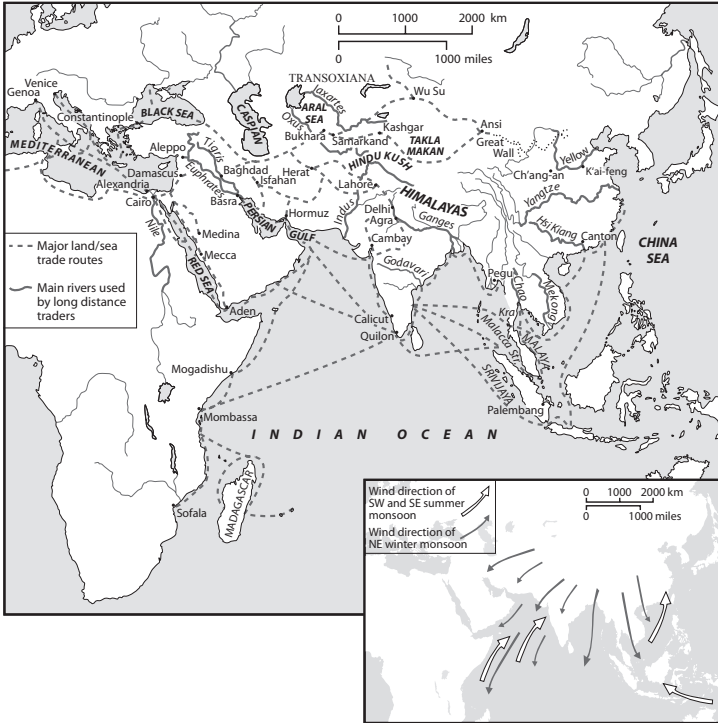 0 1000 2000 km
0 1000 miles
TRANSOXIANA
Venice
Genoa
Constantinople
BLACK SEA
CASPIAN
ARAL
SEA
Jaxartes
Oxus
Wu Su
Bukhara
Samarkand
Kashgar
TAKLA
MAKAN
Ansi
Great
Wall
Yellow
MEDITERRANEAN
Aleppo
Tigris
Damascus
Baghdad
Euphrates
Isfahan
Herat
HINDU KUSH
Ch'ang-an
K'ai-feng
Alexandria
Cairo
Basra
Lahore
HIMALAYAS
Yangtze
PERSIAN
GULF
Hormuz
Indus
Delhi
Agra
Ganges
Hsi Kiang
Canton
Nile
Medina
Mecca
RED SEA
Cambay
Godavari
CHINA
SEA
Major land/sea
trade routes
Main rivers used
by long distance
traders
Aden
Pegu
Chao
Mekong
Calicut
Quilon
Kra
Malacca Str.
MALAYA
SRIVIJAYA
Mogadishu
Palembang
Mombassa
INDIAN OCEAN
MADAGASCAR
Sofala
Wind direction of
SW and SE summer
monsoon
Wind direction of
NE winter monsoon
0 1000 2000 km
0 1000 miles